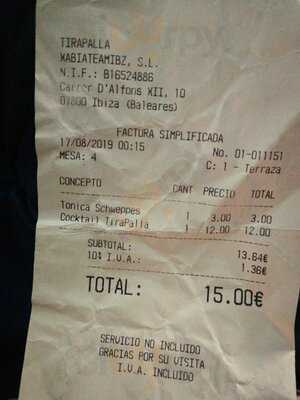 TIRAPALLA
XABIATEAMIBZ, S.L.
N.I.F.: B16524886
Carrer D'Alfons XII, 10
07800 Ibiza (Baleares)
FACTURA SIMPLIFICADA
17/08/2019 00:15 No. 01-011151
MESA: 4 C: 1 - Terraza
CONCEPTO CANT PRECIO TOTAL
Tonica Schweppes 1 3.00 3.00
Cocktail TiraPalla 1 12.00 12.00
SUBTOTAL: 13.64€
10% I.V.A.: 1.36€
TOTAL: 15.00€
SERVICIO NO INCLUIDO
GRACIAS POR SU VISITA
I.V.A. INCLUIDO